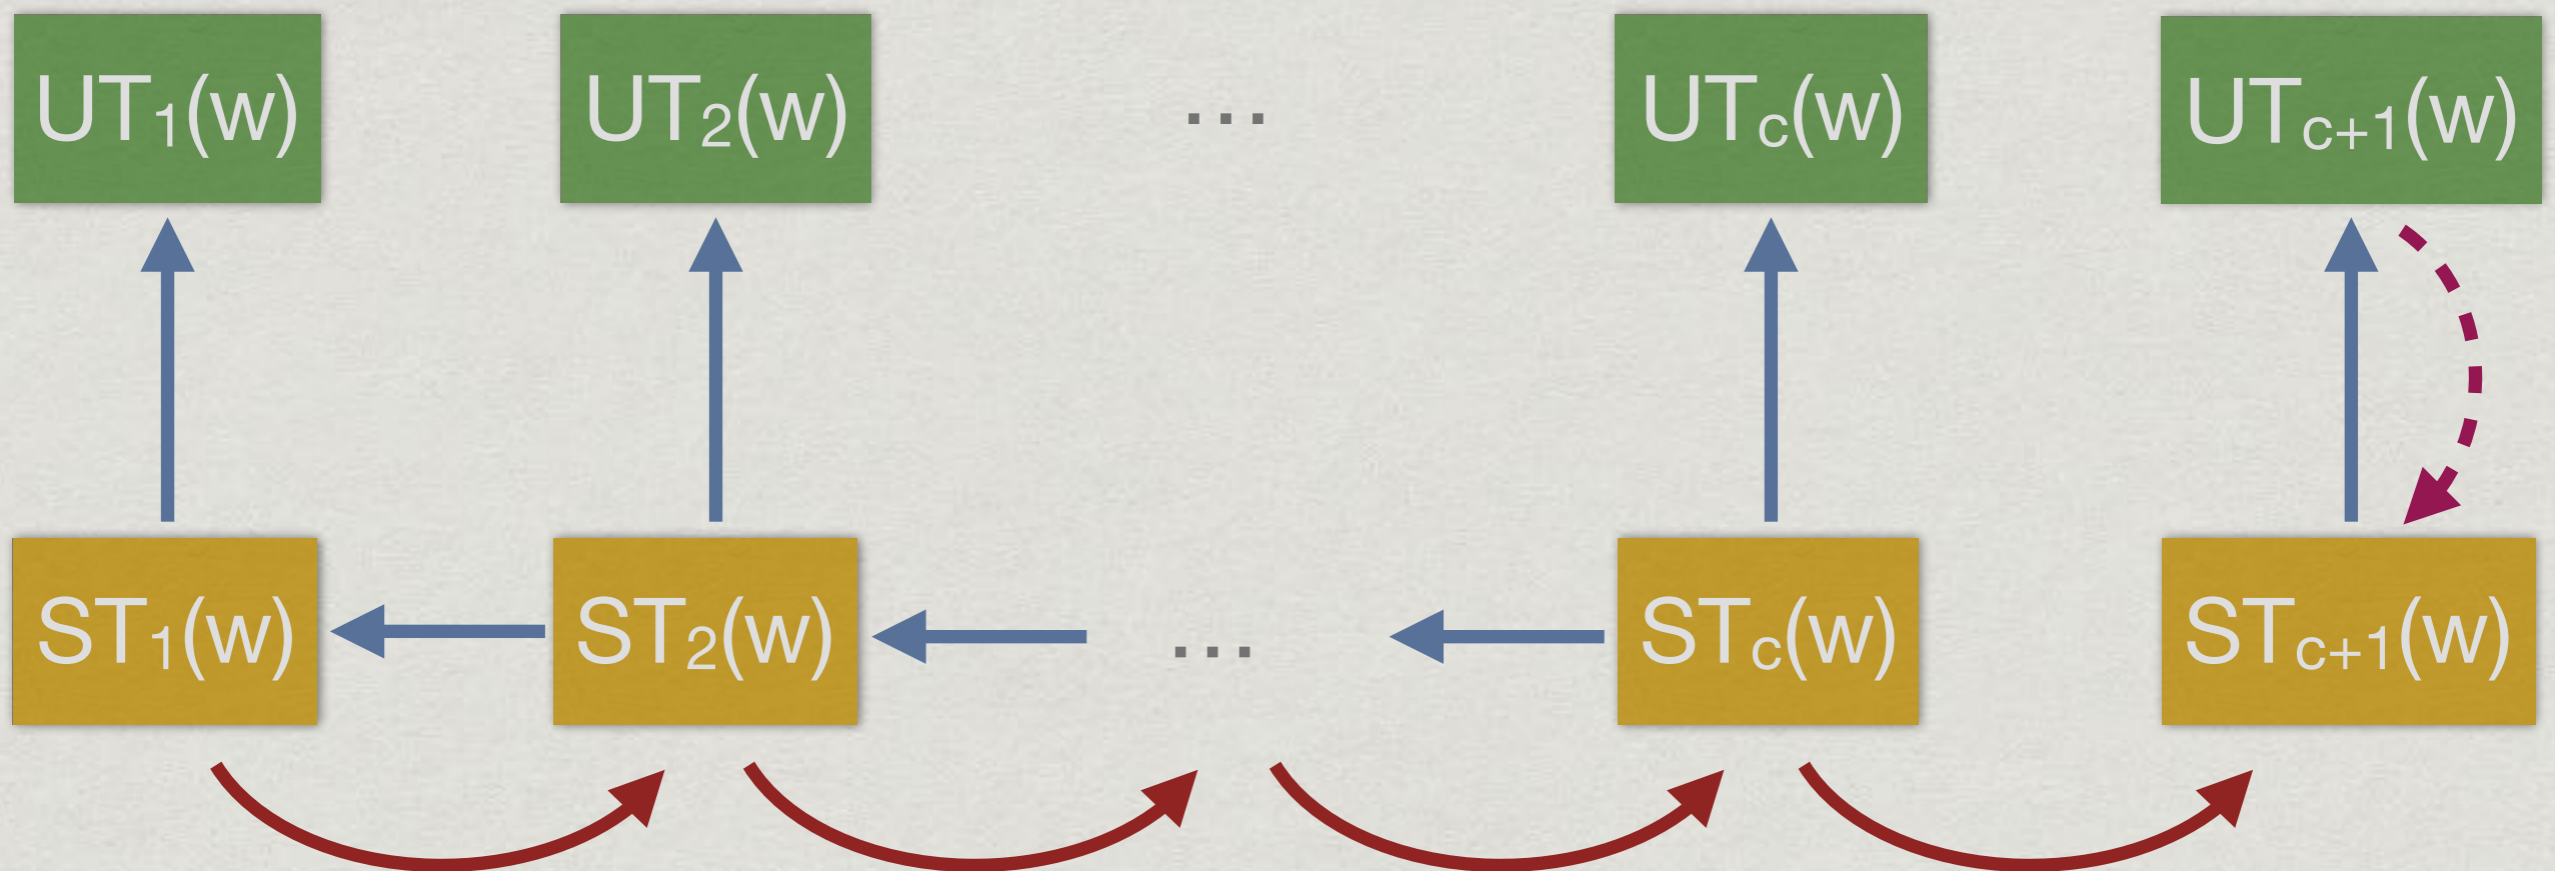 UT₁(w) UT₂(w) ... UTc(w) UTc+1(w)
ST₁(w) ST₂(w) ... STc(w) STc+1(w)